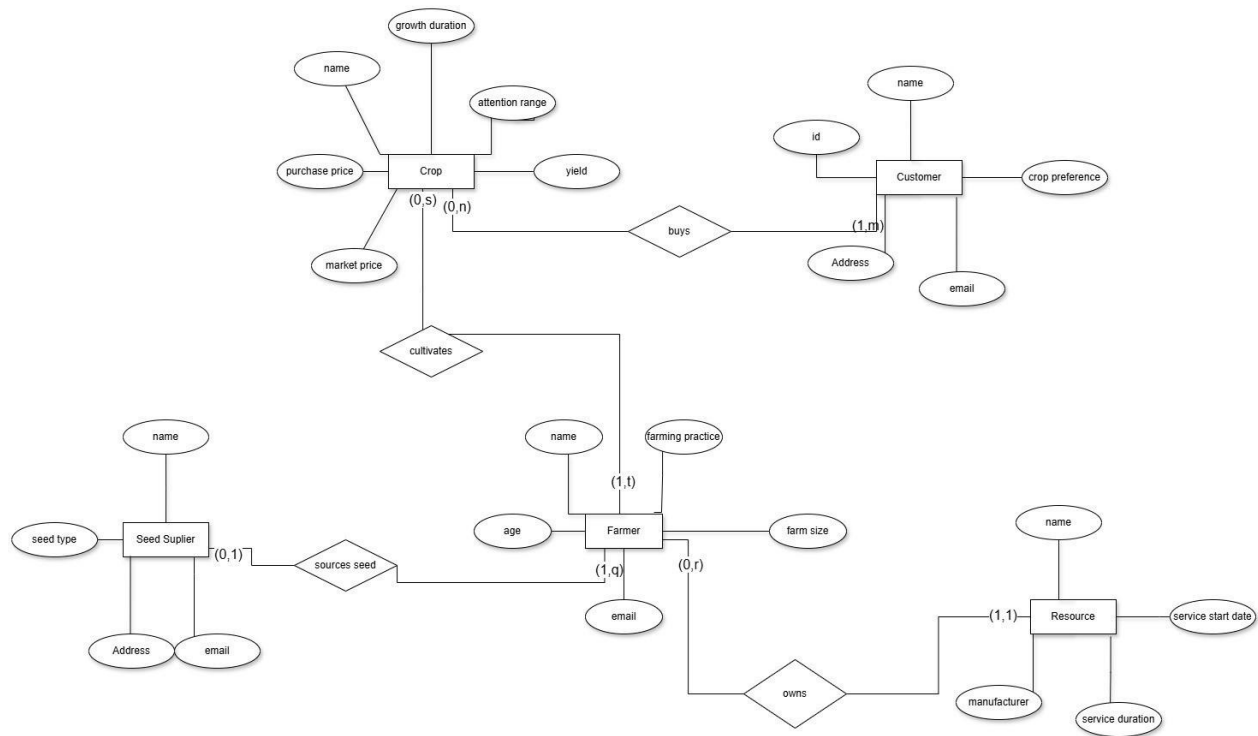 growth duration
name
attention range
name
id
purchase price
Crop
yield
Customer
crop preference
(0,s)
(0,n)
buys
(1,m)
market price
Address
email
cultivates
name
name
farming practice
(1,t)
seed type
Seed Suplier
age
Farmer
farm size
name
(0,1)
sources seed
(1,q)
(0,r)
email
(1,1)
Resource
service start date
Address
email
owns
manufacturer
service duration